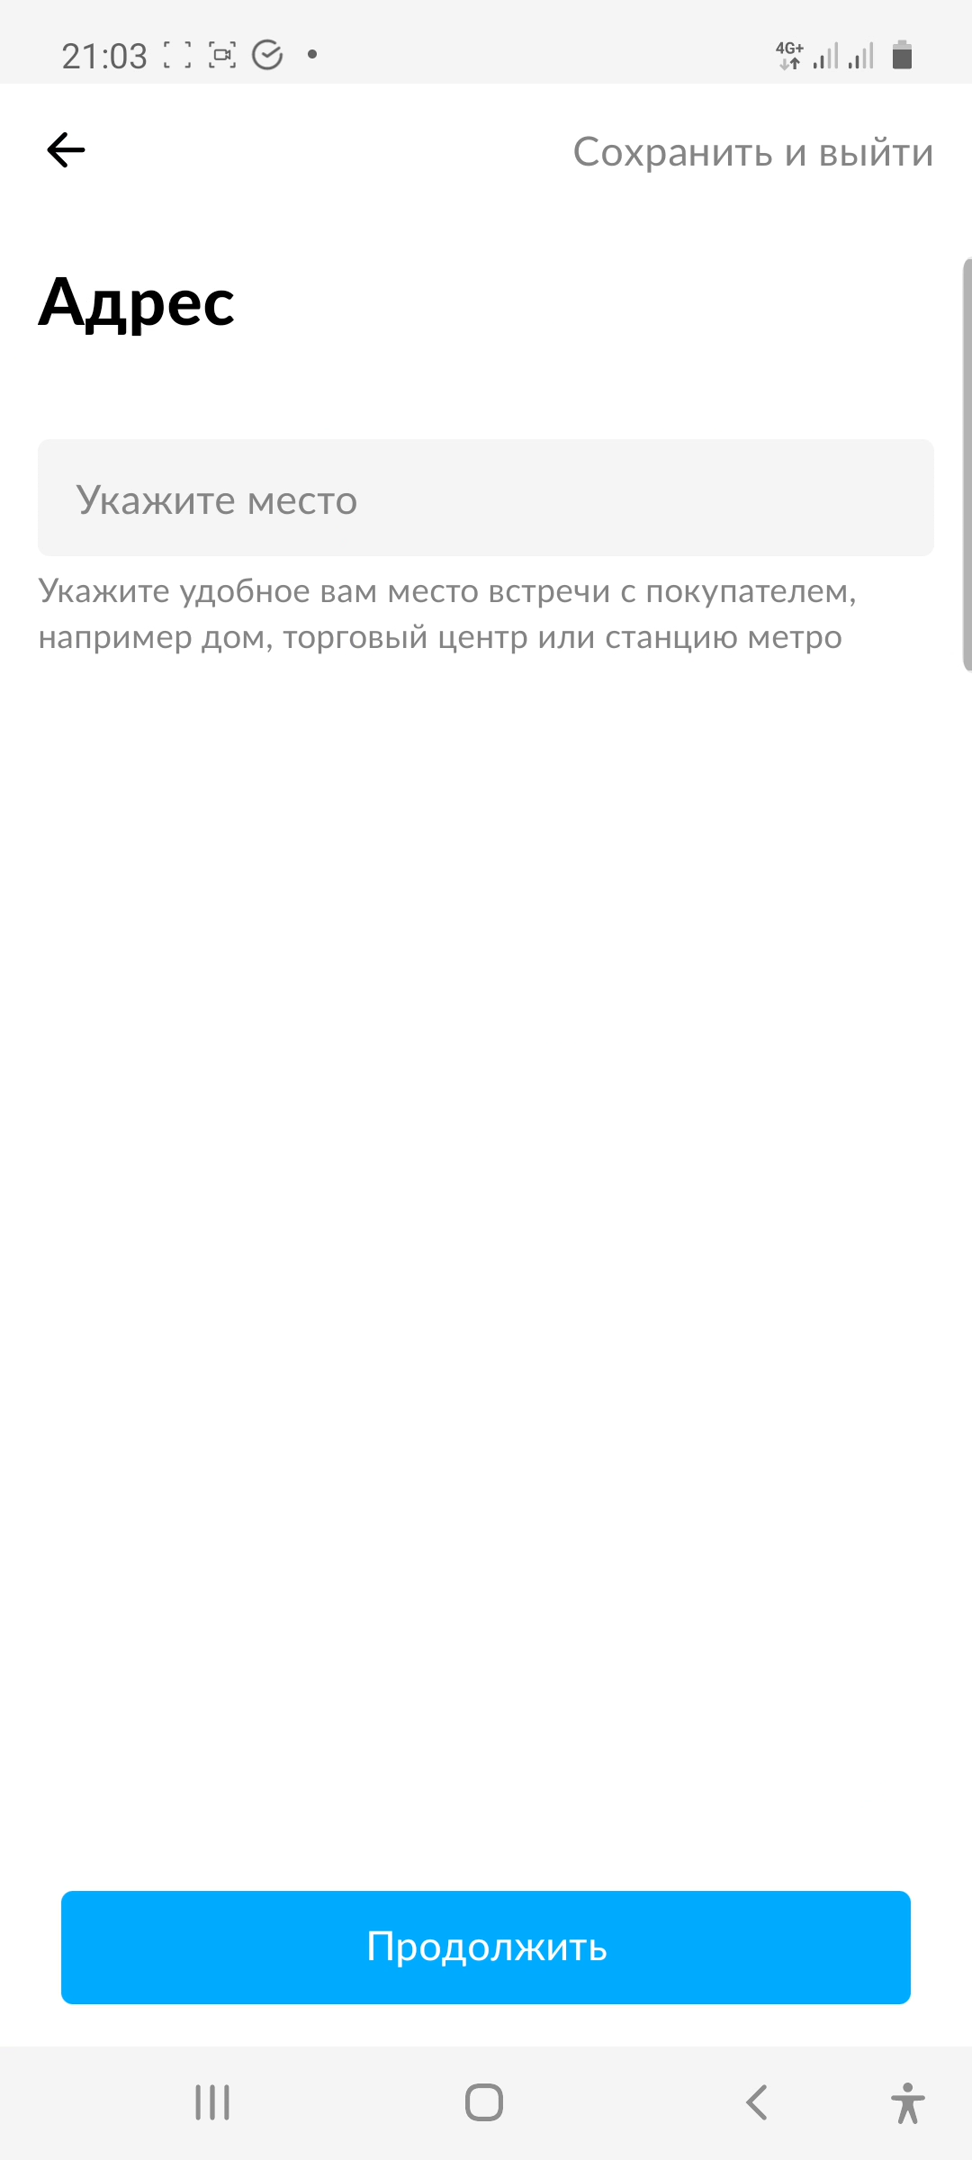 21:03
4G+
Сохранить и выйти
Адрес
Укажите место
Укажите удобное вам место встречи с покупателем,
например дом, торговый центр или станцию метро
Продолжить